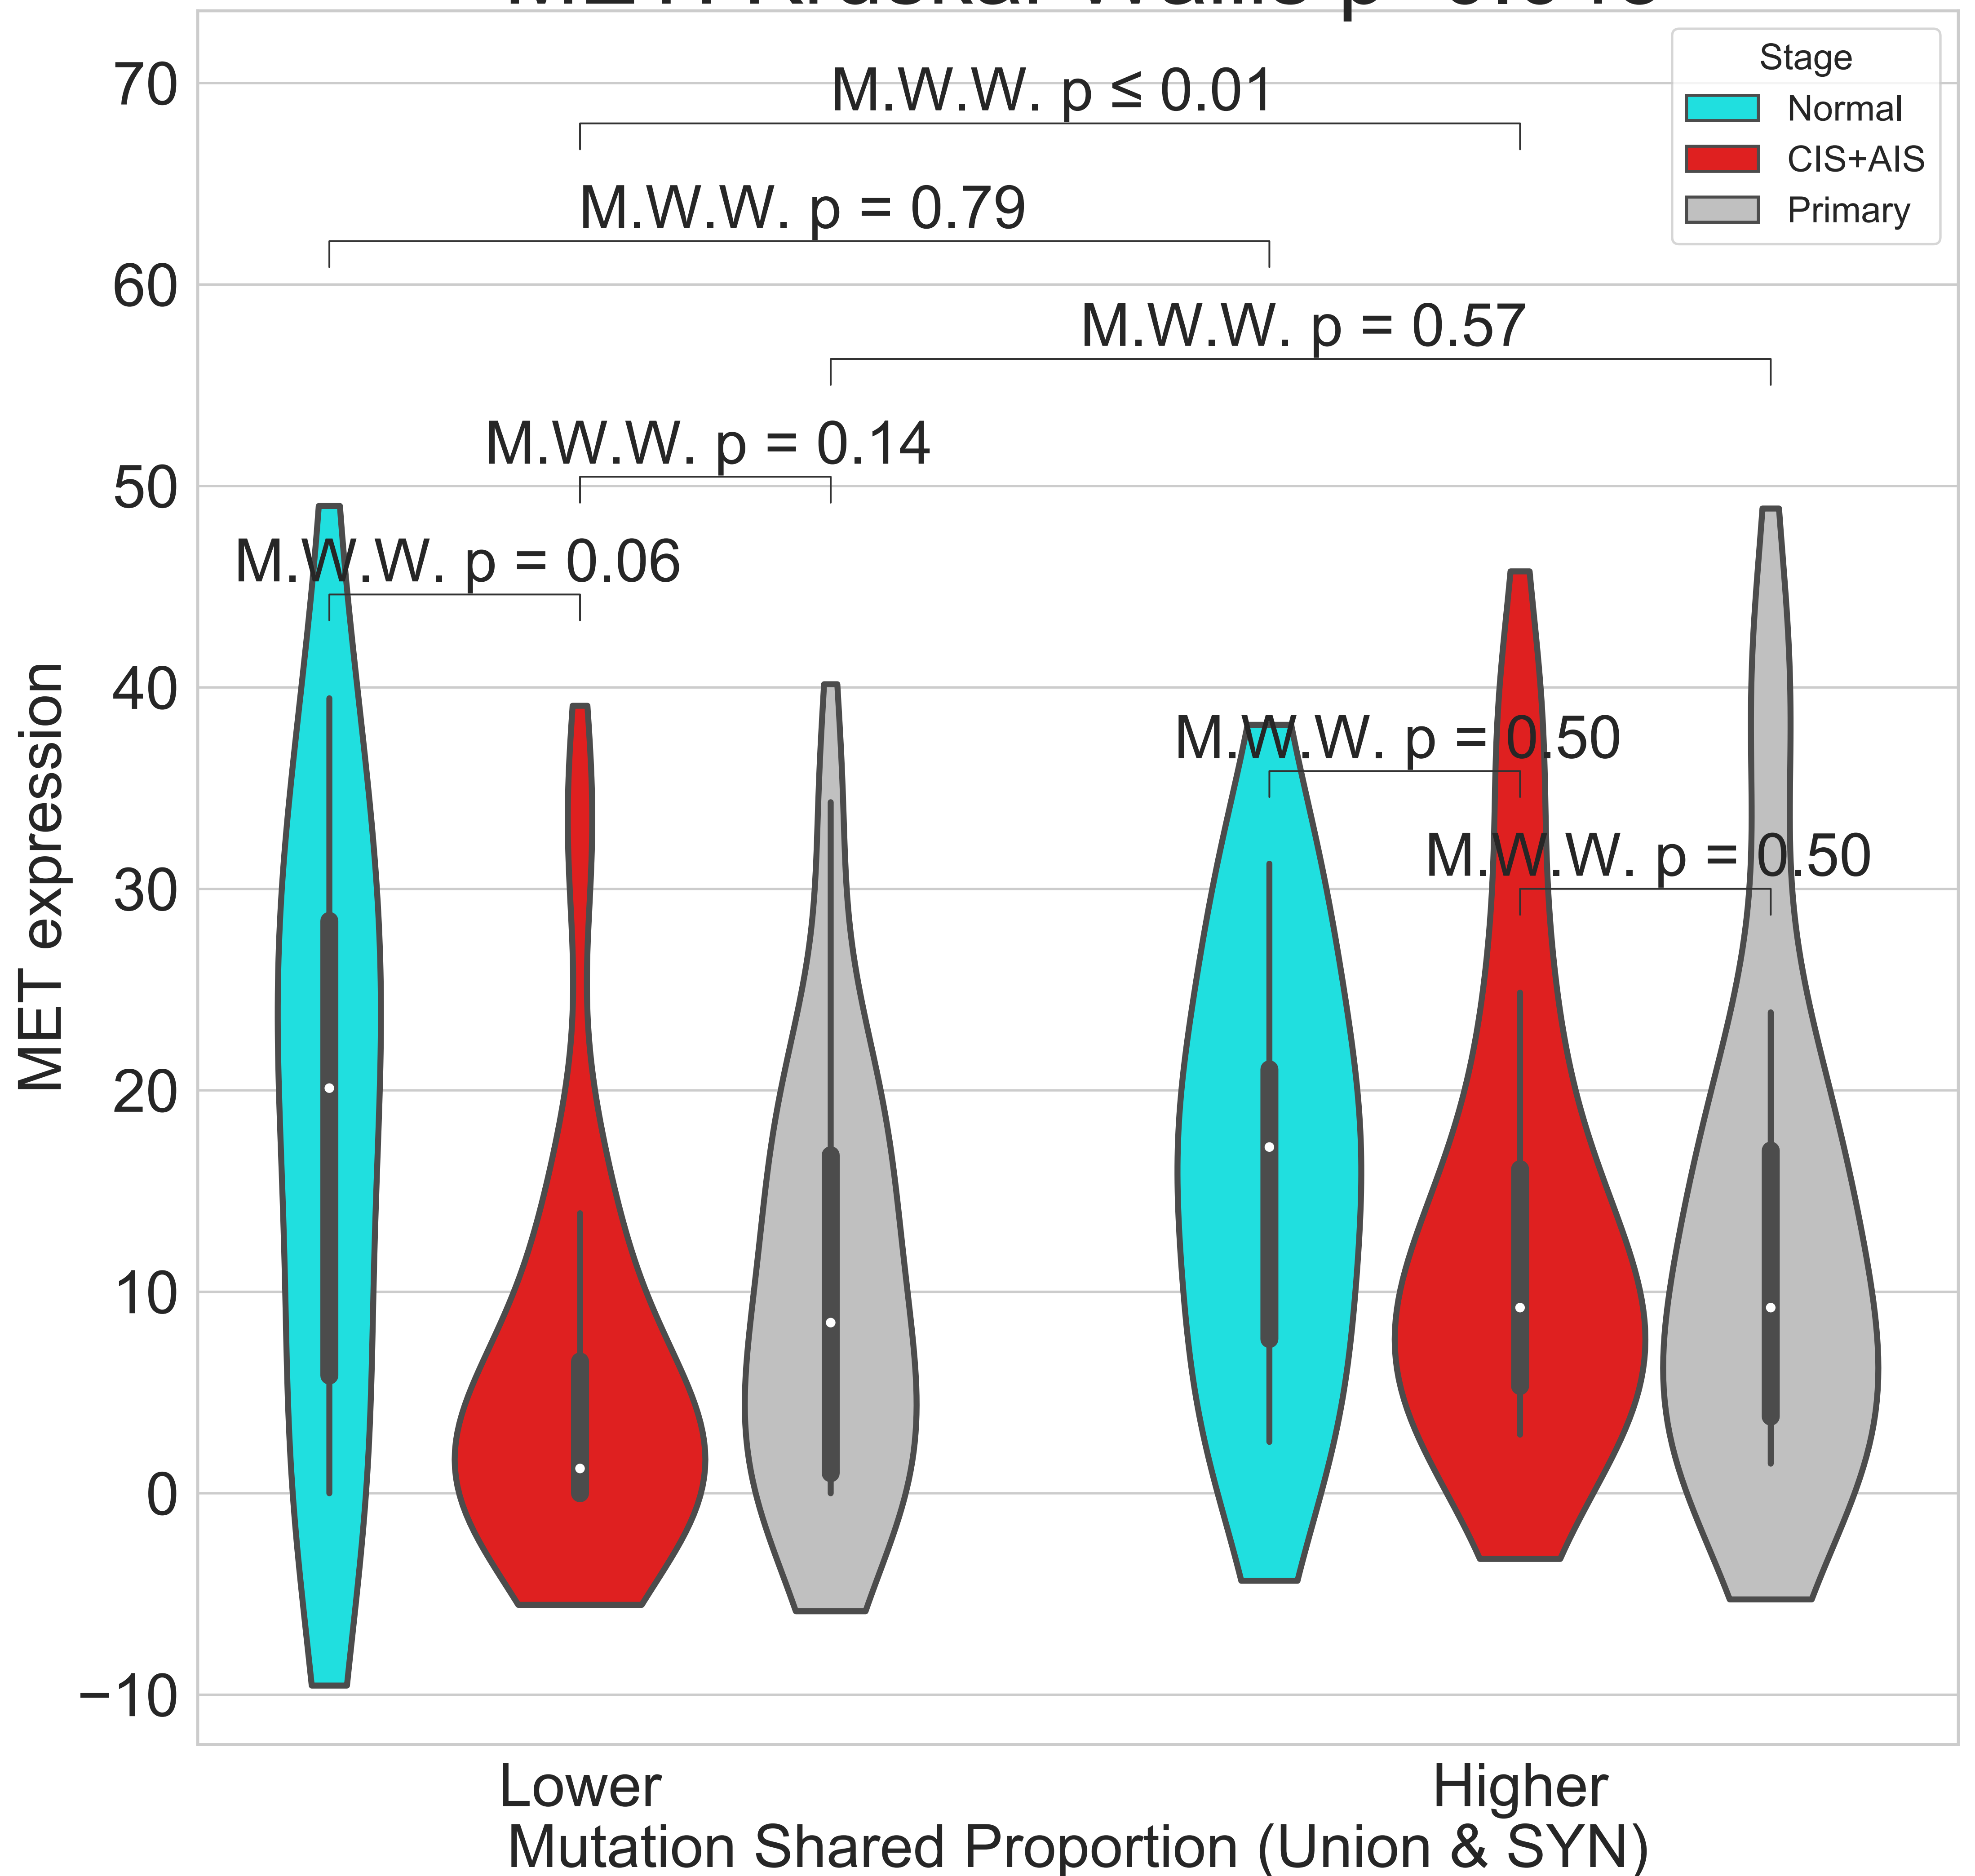 Stage
Normal
CIS+AIS
Primary
M.W.W. p ≤ 0.01
M.W.W. p = 0.79
M.W.W. p = 0.57
M.W.W. p = 0.14
M.W.W. p = 0.06
M.W.W. p = 0.50
M.W.W. p = 0.50
70
60
50
40
30
20
10
0
−10
MET expression
Lower
Higher
Mutation Shared Proportion (Union & SYN)